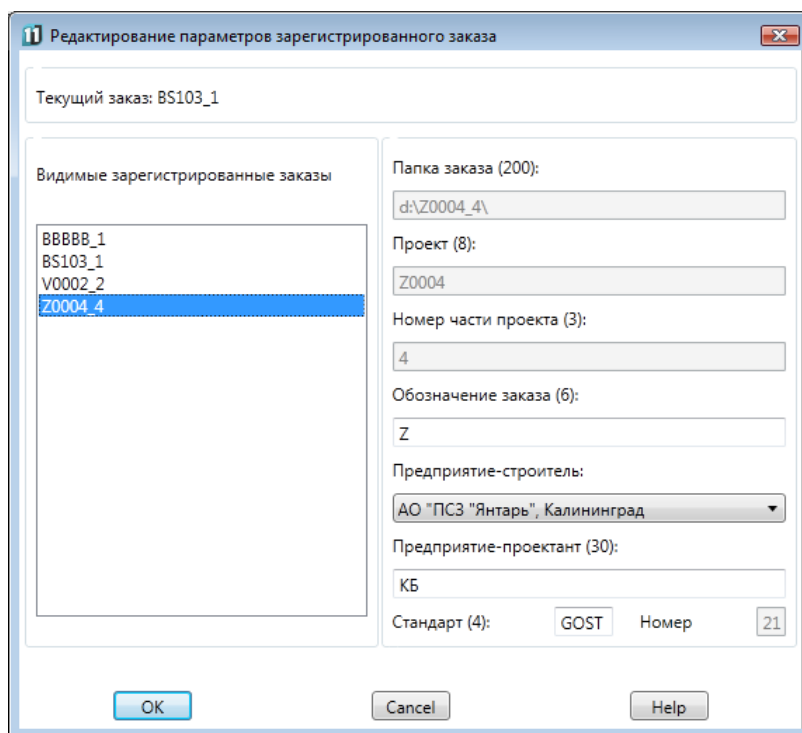 Редактирование параметров зарегистрированного заказа
Текущий заказ: BS103_1
Видимые зарегистрированные заказы
BBBBB_1
BS103_1
V0002_2
Z0004_4
Папка заказа (200):
d:\Z0004_4\
Проект (8):
Z0004
Номер части проекта (3):
4
Обозначение заказа (6):
Z
Предприятие-строитель:
АО "ПСЗ "Янтарь", Калининград
Предприятие-проектант (30):
КБ
Стандарт (4): GOST Номер 21
OK Cancel Help